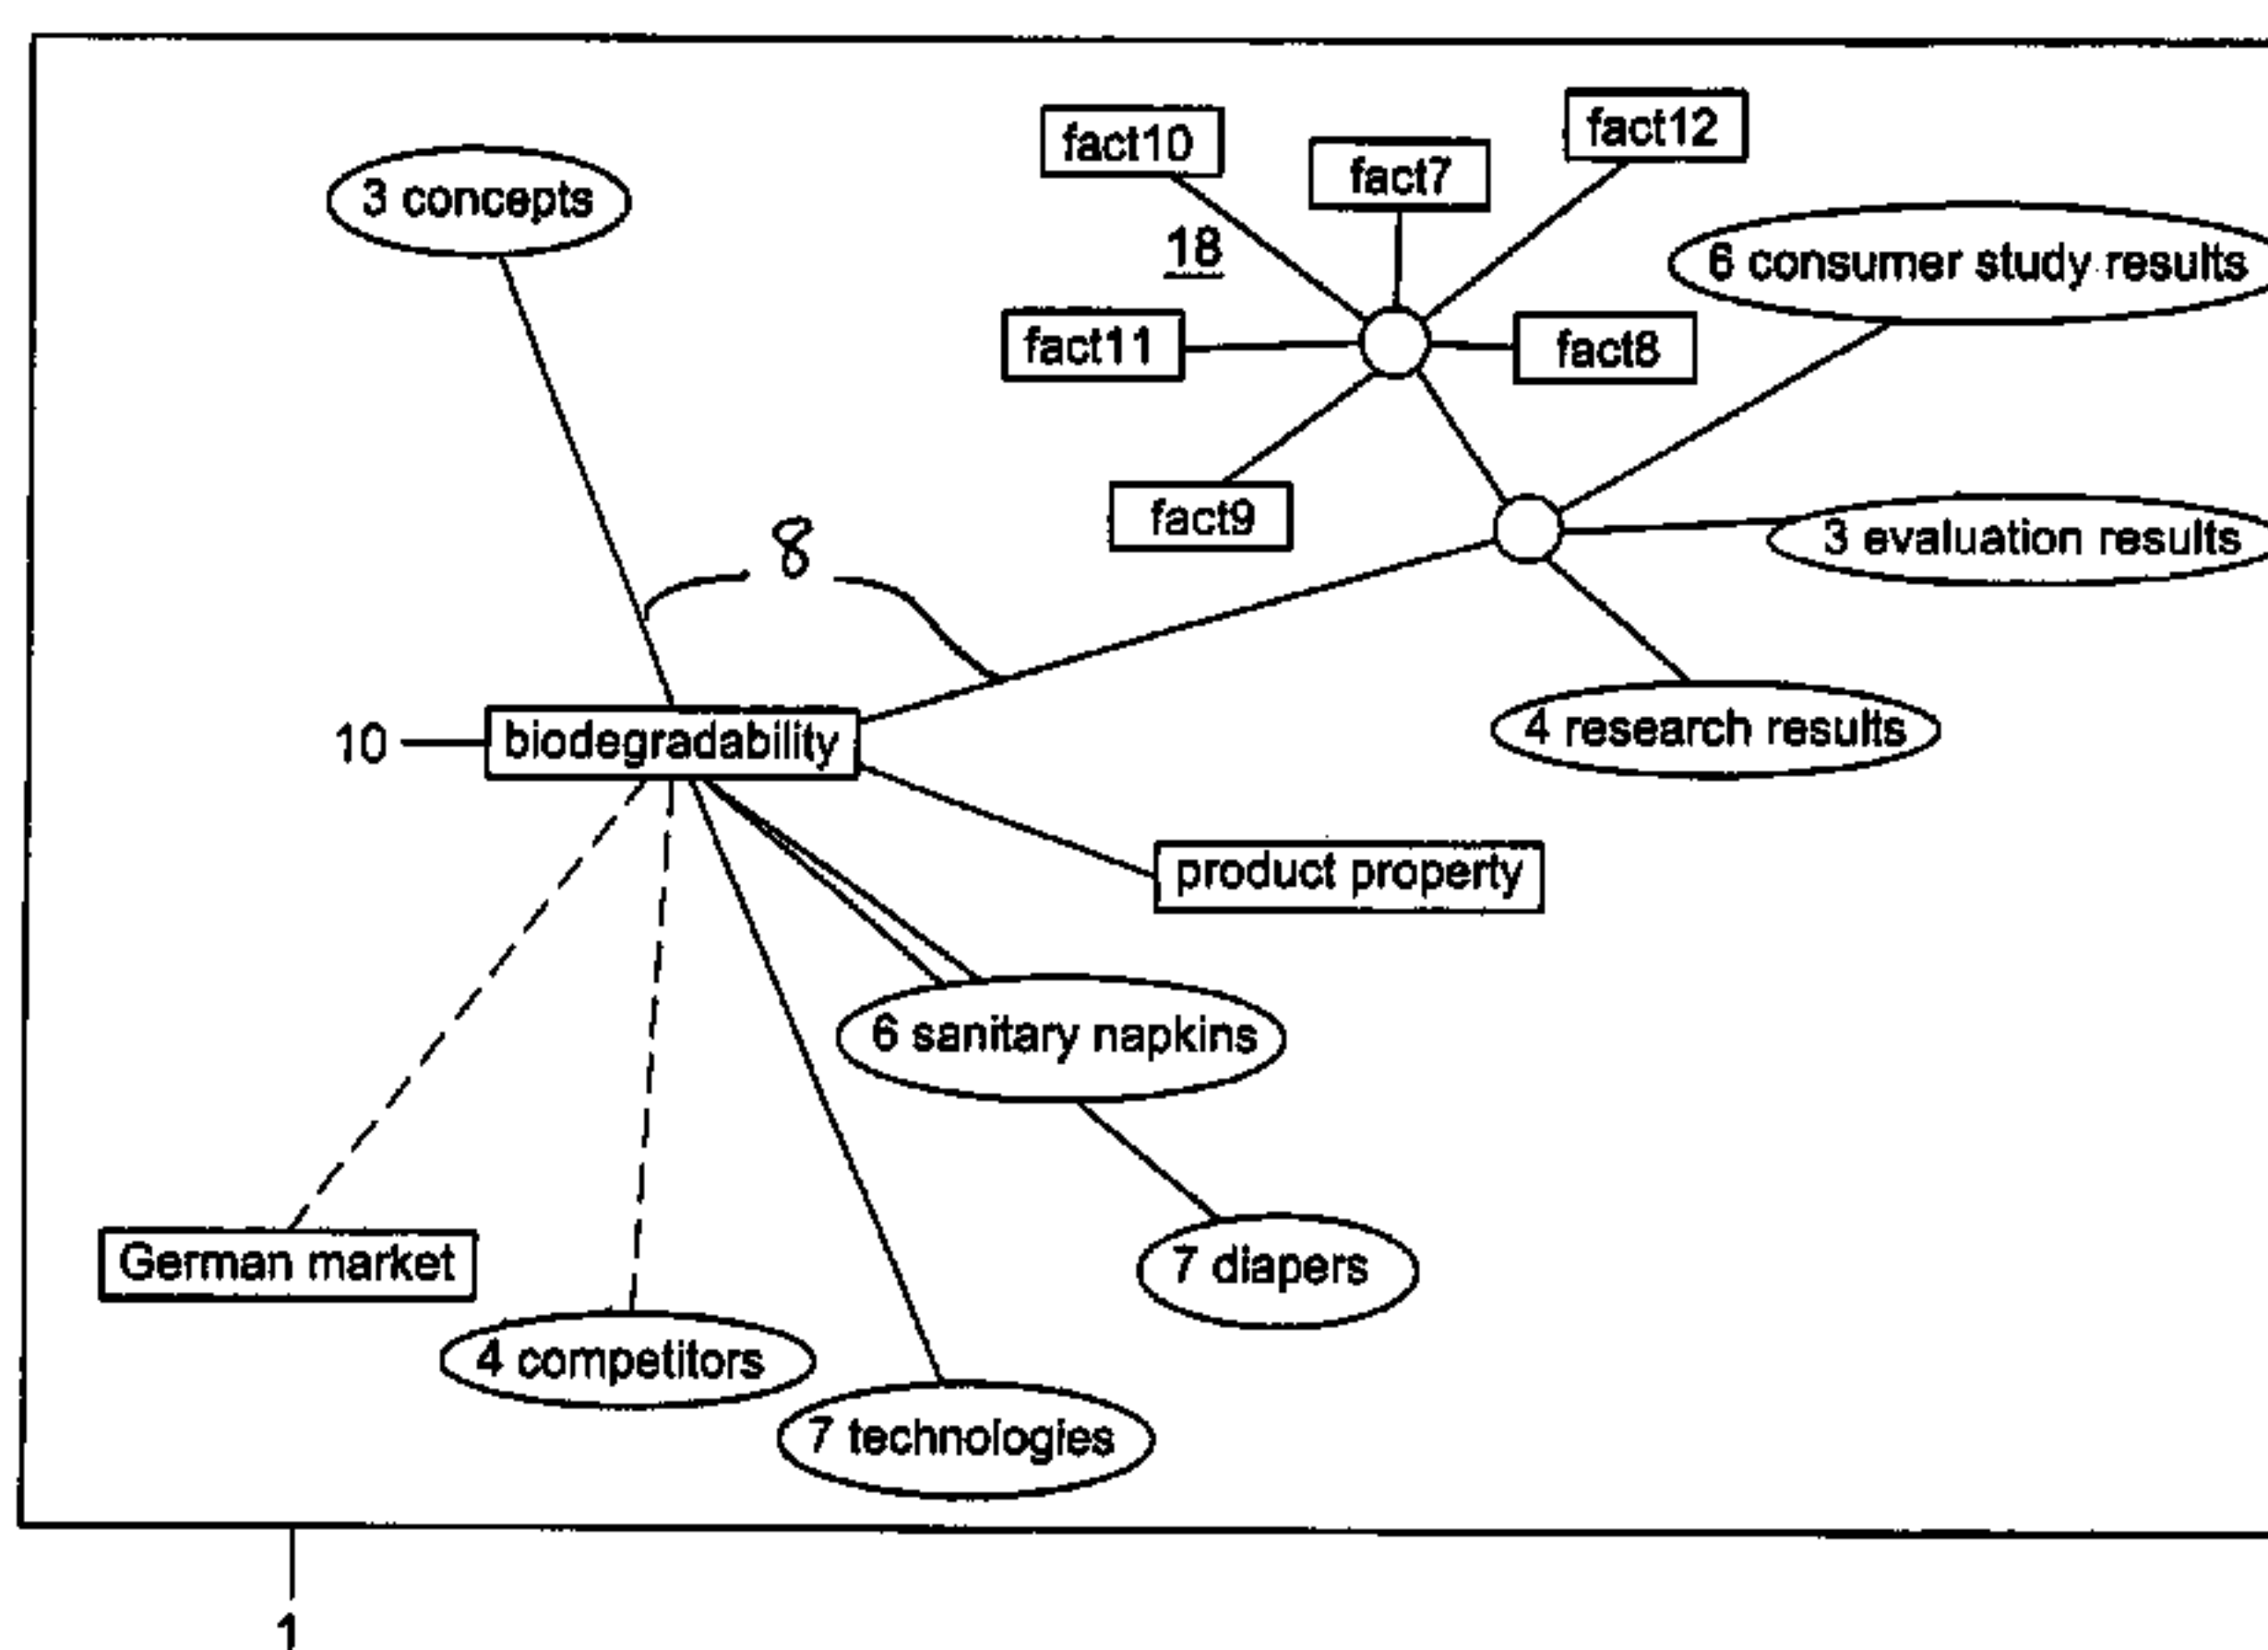 fact10
fact12
fact7
3 concepts
18
6 consumer study results
fact11
fact8
fact9
3 evaluation results
8
4 research results
10
biodegradability
product property
6 sanitary napkins
German market
7 diapers
4 competitors
7 technologies
1